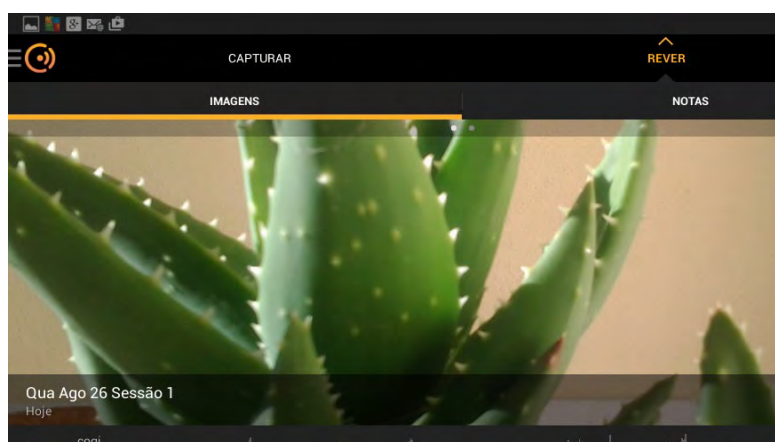 CAPTURAR
REVER
IMAGENS
NOTAS
Qua Ago 26 Sessão 1
Hoje